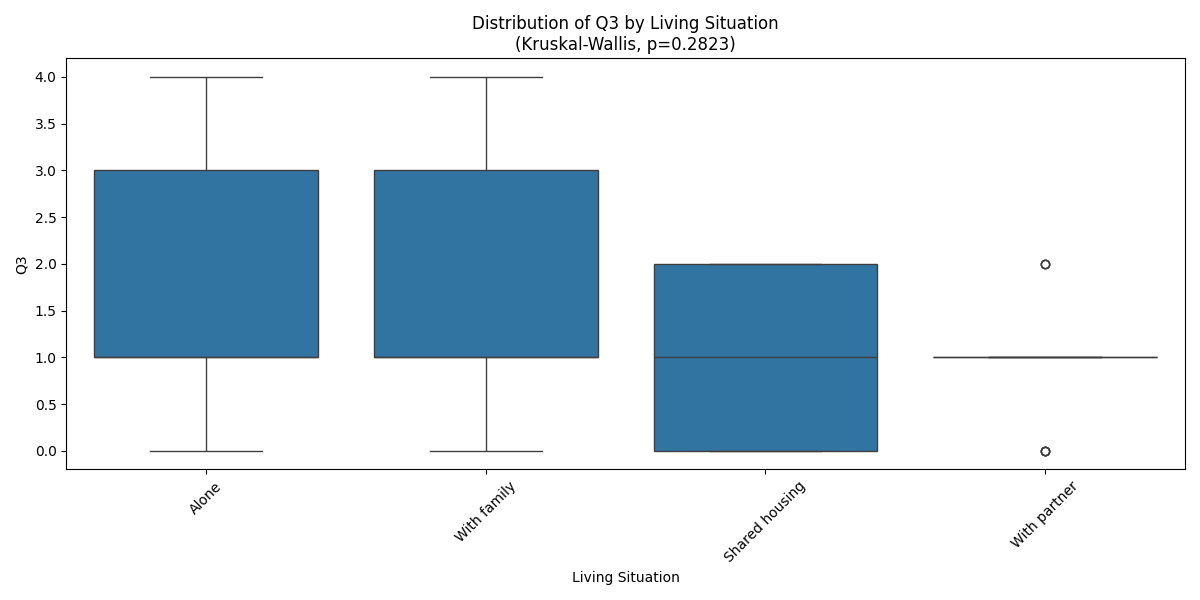 Distribution of Q3 by Living Situation
(Kruskal-Wallis, p=0.2823)
Q3
4.0
3.5
3.0
2.5
2.0
1.5
1.0
0.5
0.0
Alone
With family
Shared housing
With partner
Living Situation